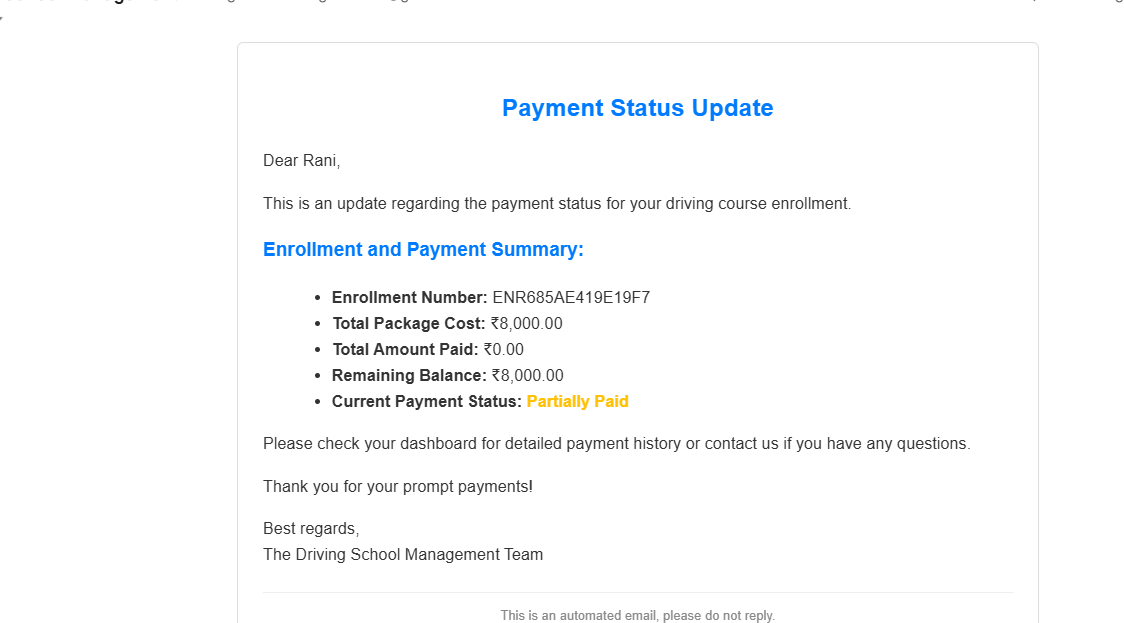 Payment Status Update
Dear Rani,
This is an update regarding the payment status for your driving course enrollment.
Enrollment and Payment Summary:
• Enrollment Number: ENR685AE419E19F7
• Total Package Cost: ₹8,000.00
• Total Amount Paid: ₹0.00
• Remaining Balance: ₹8,000.00
• Current Payment Status: Partially Paid
Please check your dashboard for detailed payment history or contact us if you have any questions.
Thank you for your prompt payments!
Best regards,
The Driving School Management Team
This is an automated email, please do not reply.